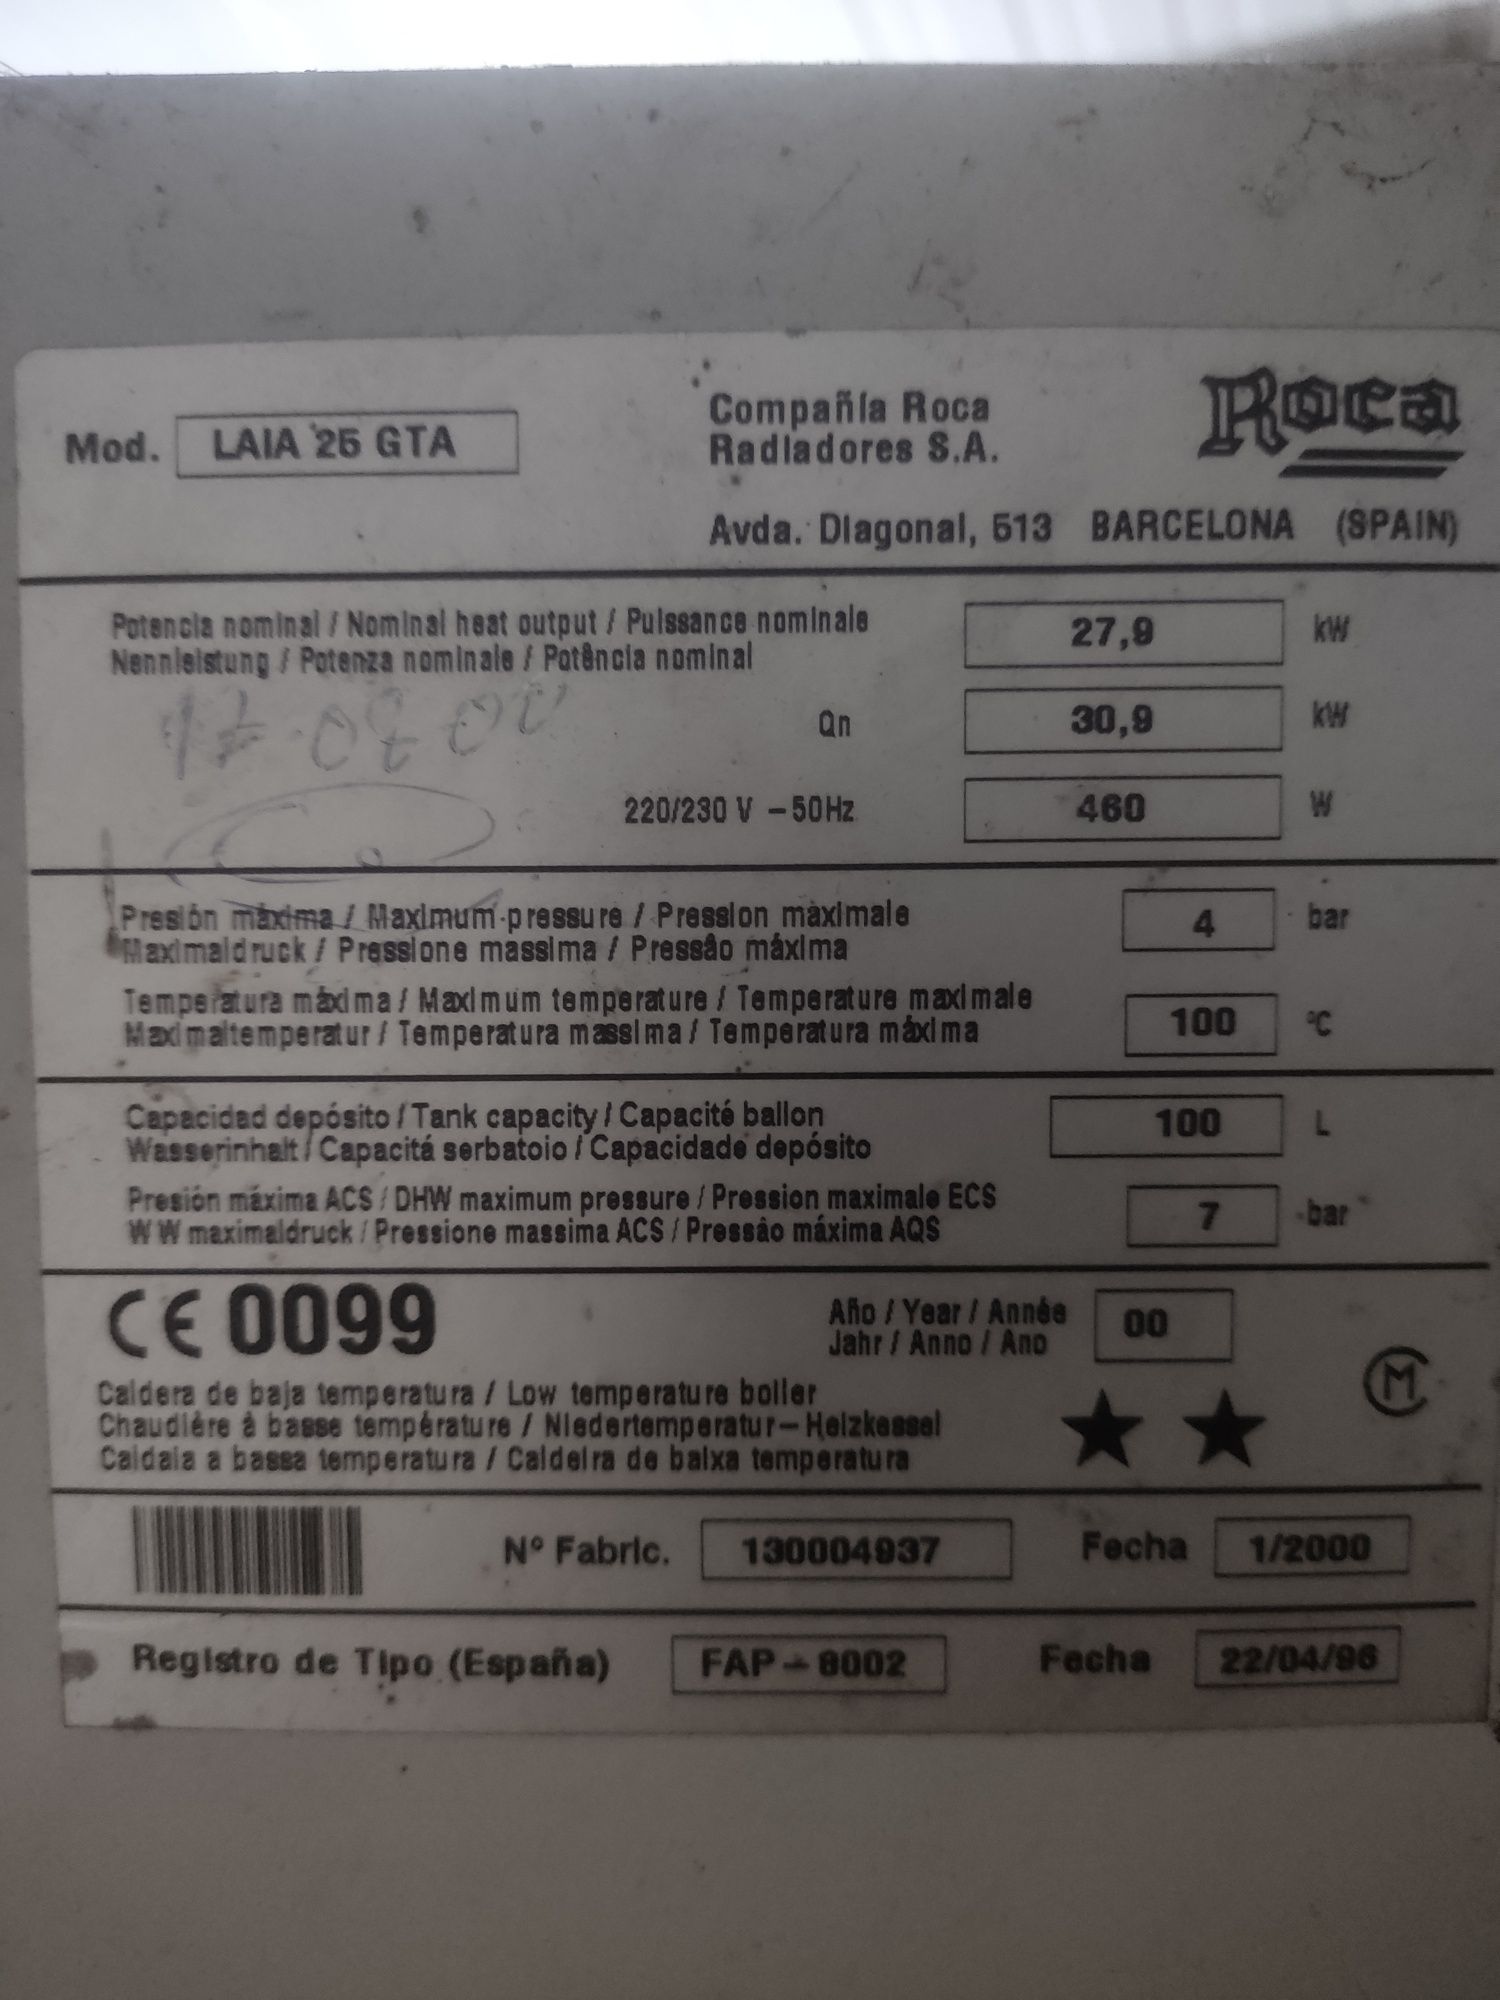 Mod. LAIA 25 GTA
Compañía Roca
Radiadores S.A.
Roca
Avda. Diagonal, 513 BARCELONA (SPAIN)
Potencia nominal / Nominal heat output / Puissance nominale
Nennleistung / Potenza nominale / Potência nominal
27,9 kW
Qn 30,9 kW
220/230 V – 50Hz 460 W
Presión máxima / Maximum pressure / Pression maximale
Maximaldruck / Pressione massima / Pressâo máxima
4 bar
Temperatura máxima / Maximum temperature / Temperature maximale
Maximaltemperatur / Temperatura massima / Temperatura máxima
100 °C
Capacidad depósito / Tank capacity / Capacité ballon
Wasserinhalt / Capacitá serbatoio / Capacidade depósito
100 L
Presión máxima ACS / DHW maximum pressure / Pression maximale ECS
W W maximaldruck / Pressione massima ACS / Pressâo máxima AQS
7 bar
CE 0099
Año / Year / Année
Jahr / Anno / Ano
00
Caldera de baja temperatura / Low temperature boiler
Chaudière à basse température / Niedertemperatur–Heizkessel
Caldaia a bassa temperatura / Caldeira de baixa temperatura
★ ★
CM
Nº Fabric. 130004937 Fecha 1/2000
Registro de Tipo (España) FAP – 8002 Fecha 22/04/96